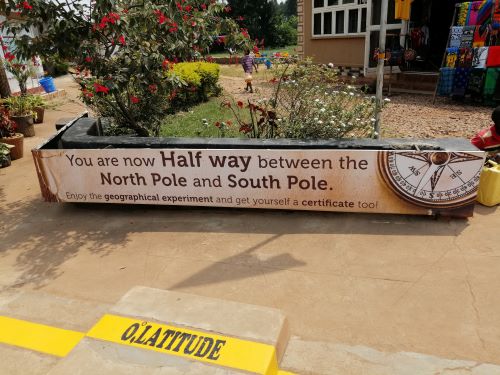 You are now Half way between the
North Pole and South Pole.
Enjoy the geographical experiment and get yourself a certificate too!
O,° LATITUDE